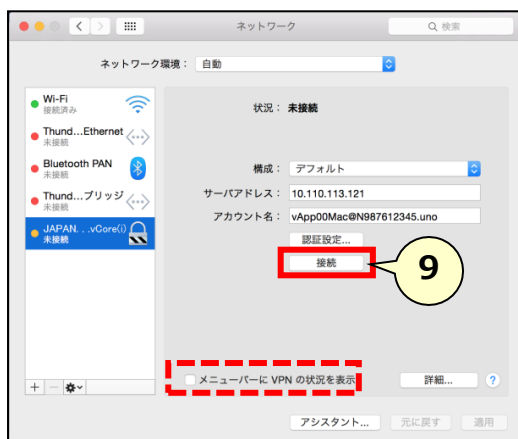 ネットワーク
検索
ネットワーク環境： 自動
Wi-Fi
接続済み
Thund...Ethernet
未接続
Bluetooth PAN
未接続
Thund...ブリッジ
未接続
JAPAN. . .vCore(i)
未接続
状況： 未接続
構成： デフォルト
サーバアドレス： 10.110.113.121
アカウント名： vApp00Mac@N987612345.uno
認証設定...
接続
9
メニューバーに VPN の状況を表示
詳細... ?
アシスタント... 元に戻す 適用